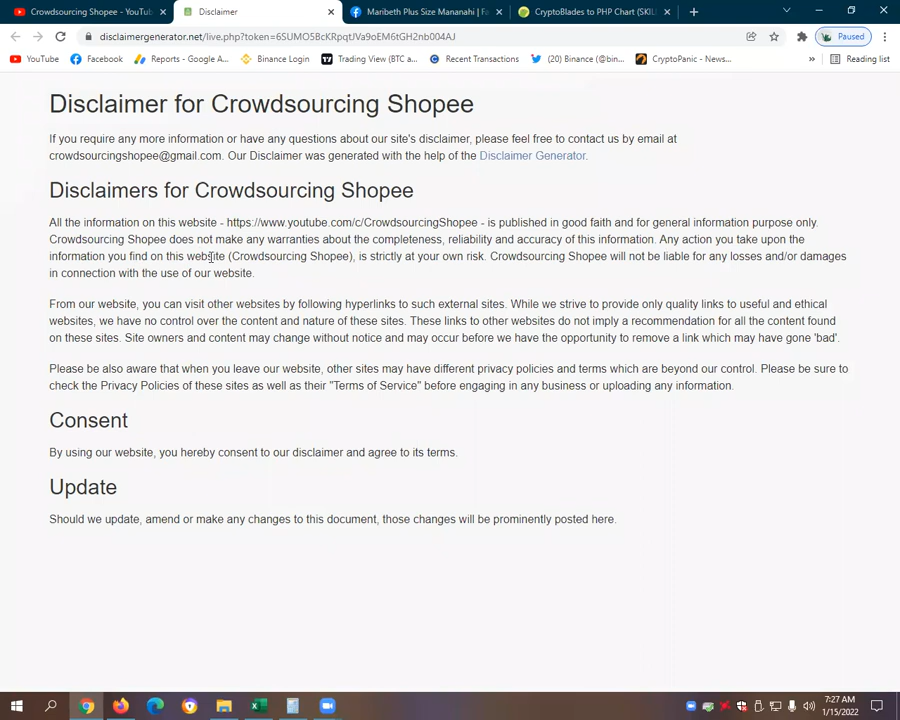 Crowdsourcing Shopee - YouTub
Disclaimer
Maribeth Plus Size Mananahi | Fa
CryptoBlades to PHP Chart (SKIL
disclaimergenerator.net/live.php?token=6SUMO5BcKRpqtJVa9oEM6tGH2nb004AJ
Paused
YouTube
Facebook
Reports - Google A...
Binance Login
Trading View (BTC a...
Recent Transactions
(20) Binance (@bin...
CryptoPanic - News...
»
Reading list
Disclaimer for Crowdsourcing Shopee
If you require any more information or have any questions about our site's disclaimer, please feel free to contact us by email at
crowdsourcingshopee@gmail.com. Our Disclaimer was generated with the help of the Disclaimer Generator.
Disclaimers for Crowdsourcing Shopee
All the information on this website - https://www.youtube.com/c/CrowdsourcingShopee - is published in good faith and for general information purpose only.
Crowdsourcing Shopee does not make any warranties about the completeness, reliability and accuracy of this information. Any action you take upon the
information you find on this website (Crowdsourcing Shopee), is strictly at your own risk. Crowdsourcing Shopee will not be liable for any losses and/or damages
in connection with the use of our website.
From our website, you can visit other websites by following hyperlinks to such external sites. While we strive to provide only quality links to useful and ethical
websites, we have no control over the content and nature of these sites. These links to other websites do not imply a recommendation for all the content found
on these sites. Site owners and content may change without notice and may occur before we have the opportunity to remove a link which may have gone 'bad'.
Please be also aware that when you leave our website, other sites may have different privacy policies and terms which are beyond our control. Please be sure to
check the Privacy Policies of these sites as well as their "Terms of Service" before engaging in any business or uploading any information.
Consent
By using our website, you hereby consent to our disclaimer and agree to its terms.
Update
Should we update, amend or make any changes to this document, those changes will be prominently posted here.
7:27 AM
1/15/2022